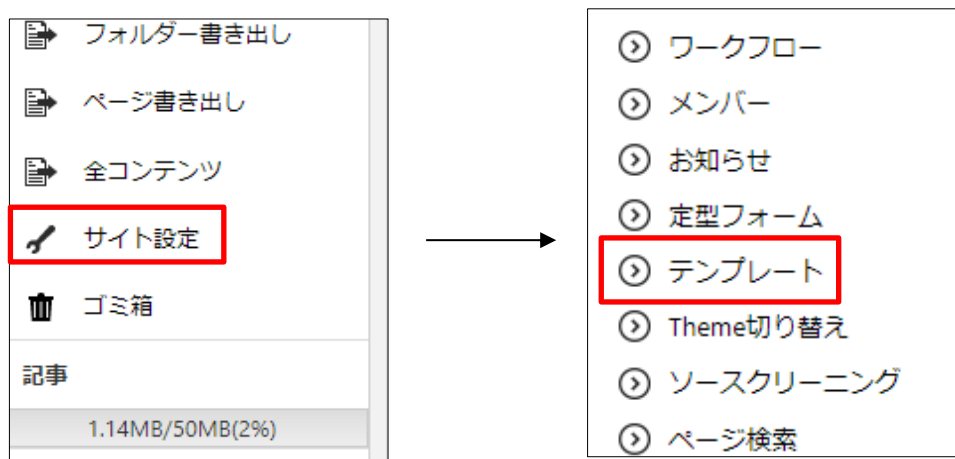 フォルダー書き出し
ページ書き出し
全コンテンツ
サイト設定
ゴミ箱
記事
1.14MB/50MB(2%)
ワークフロー
メンバー
お知らせ
定型フォーム
テンプレート
Theme切り替え
ソースクリーニング
ページ検索